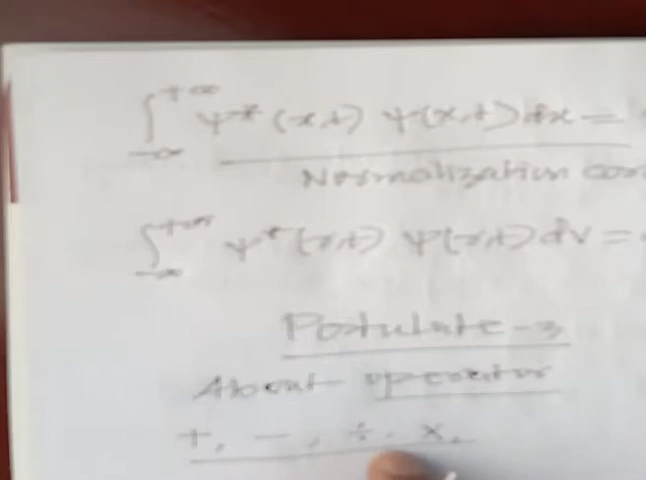 ∫_{-∞}^{+∞} ψ*(x,t) ψ(x,t) dx =
Normalization con
∫_{-∞}^{+∞} ψ*(r,t) ψ(r,t) dv =
Postulate-3
About operator
+, -, ÷, ×,